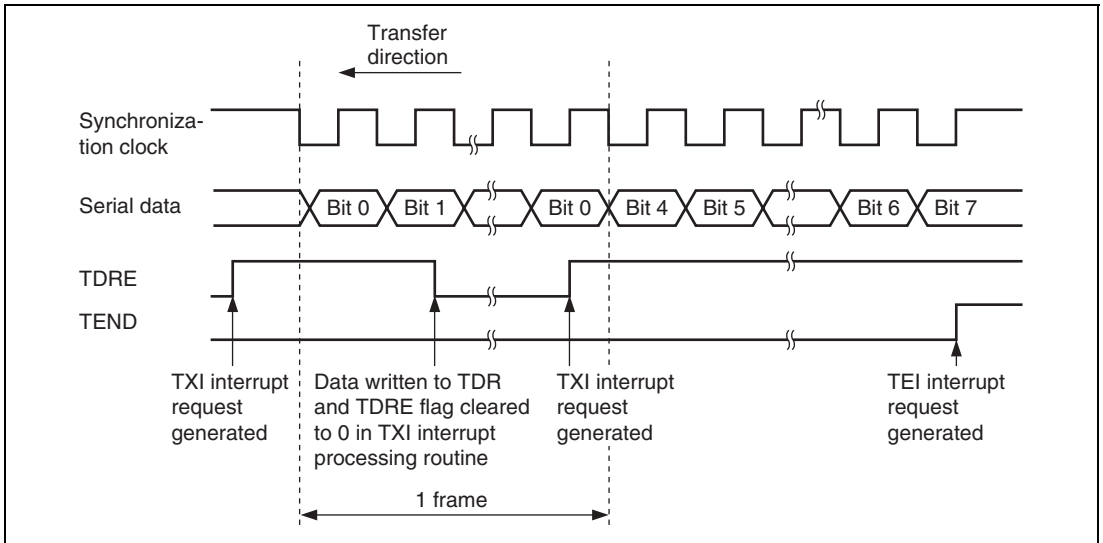 Transfer
direction
Synchroniza-
tion clock
Serial data
Bit 0 Bit 1 Bit 0 Bit 4 Bit 5 Bit 6 Bit 7
TDRE
TEND
TXI interrupt
request
generated
Data written to TDR
and TDRE flag cleared
to 0 in TXI interrupt
processing routine
TXI interrupt
request
generated
TEI interrupt
request
generated
1 frame